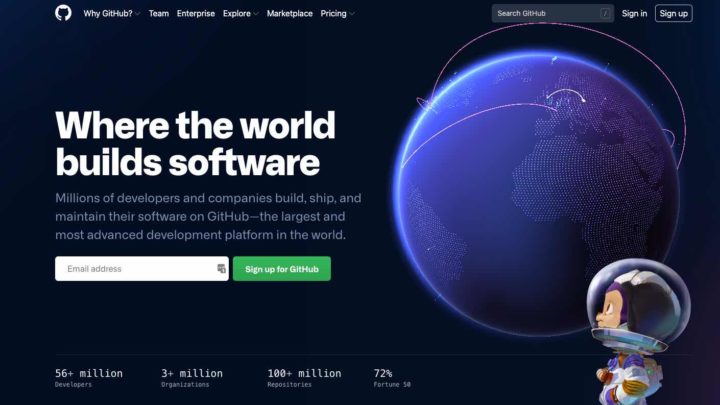 Why GitHub? Team Enterprise Explore Marketplace Pricing Search GitHub / Sign in Sign up
Where the world
builds software
Millions of developers and companies build, ship, and
maintain their software on GitHub—the largest and
most advanced development platform in the world.
Email address Sign up for GitHub
56+ million 3+ million 100+ million 72%
Developers Organizations Repositories Fortune 50